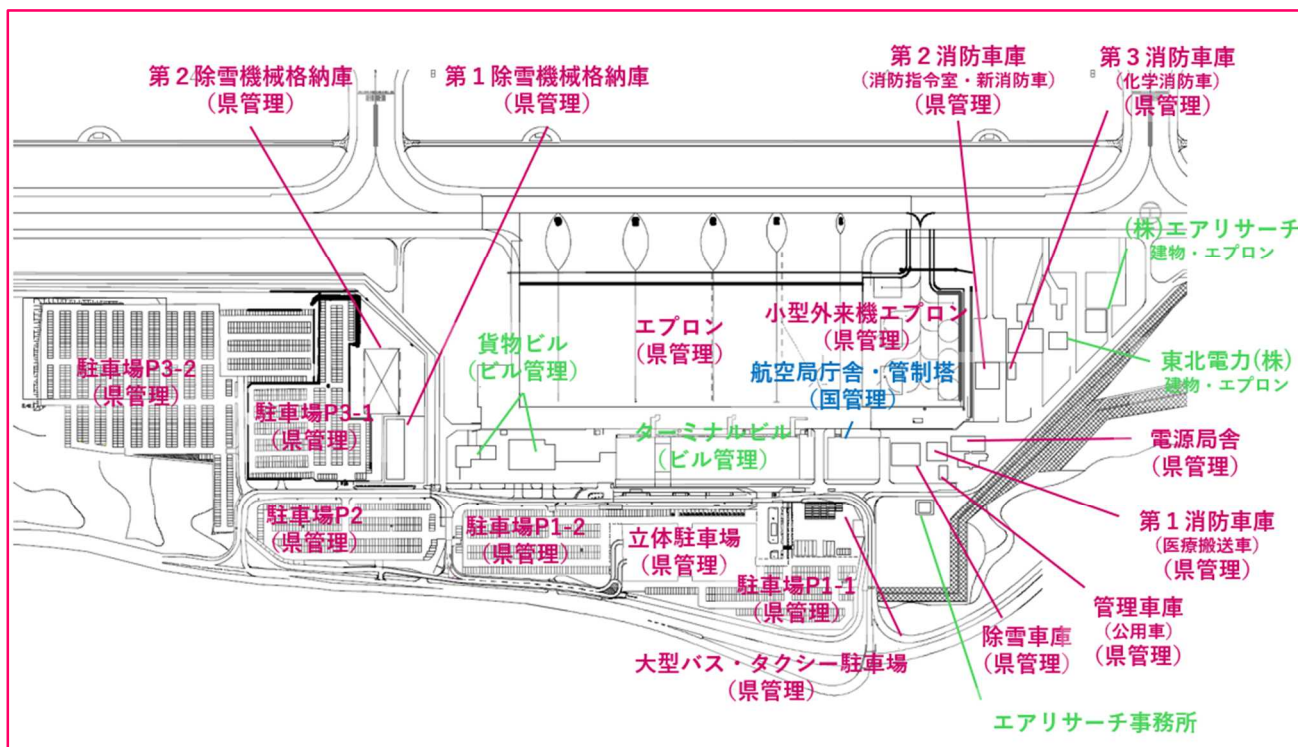 第２除雪機械格納庫
（県管理）
第１除雪機械格納庫
（県管理）
第２消防車庫
（消防指令室・新消防車）
（県管理）
第３消防車庫
（化学消防車）
（県管理）
(株)エアリサーチ
建物・エプロン
エプロン
（県管理）
小型外来機エプロン
（県管理）
航空局庁舎・管制塔
（国管理）
貨物ビル
（ビル管理）
駐車場P3-2
（県管理）
駐車場P3-1
（県管理）
東北電力(株)
建物・エプロン
ターミナルビル
（ビル管理）
電源局舎
（県管理）
駐車場P2
（県管理）
駐車場P1-2
（県管理）
立体駐車場
（県管理）
駐車場P1-1
（県管理）
第１消防車庫
（医療搬送車）
（県管理）
管理車庫
（公用車）
（県管理）
除雪車庫
（県管理）
大型バス・タクシー駐車場
（県管理）
エアリサーチ事務所